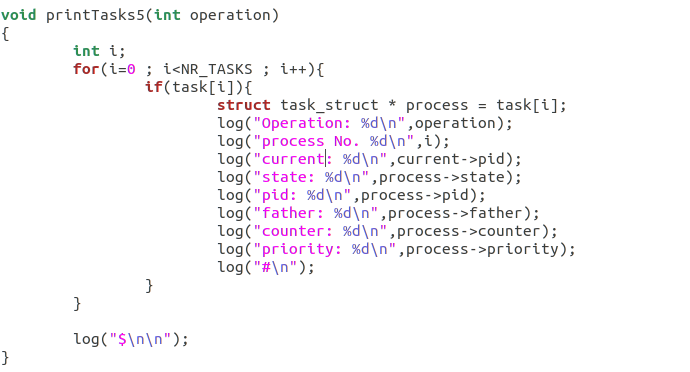 void printTasks5(int operation)
{
        int i;
        for(i=0 ; i<NR_TASKS ; i++){
                if(task[i]){
                        struct task_struct * process = task[i];
                        log("Operation: %d\n",operation);
                        log("process No. %d\n",i);
                        log("current: %d\n",current->pid);
                        log("state: %d\n",process->state);
                        log("pid: %d\n",process->pid);
                        log("father: %d\n",process->father);
                        log("counter: %d\n",process->counter);
                        log("priority: %d\n",process->priority);
                        log("#\n");
                }
        }

        log("$\n\n");
}